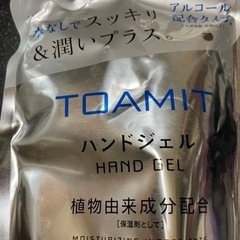 水なしでスッキリ
&潤いプラス。
アルコール
配合タイプ
TOAMIT
ハンドジェル
HAND GEL
植物由来成分配合
[保湿剤として]
MOISTURIZING